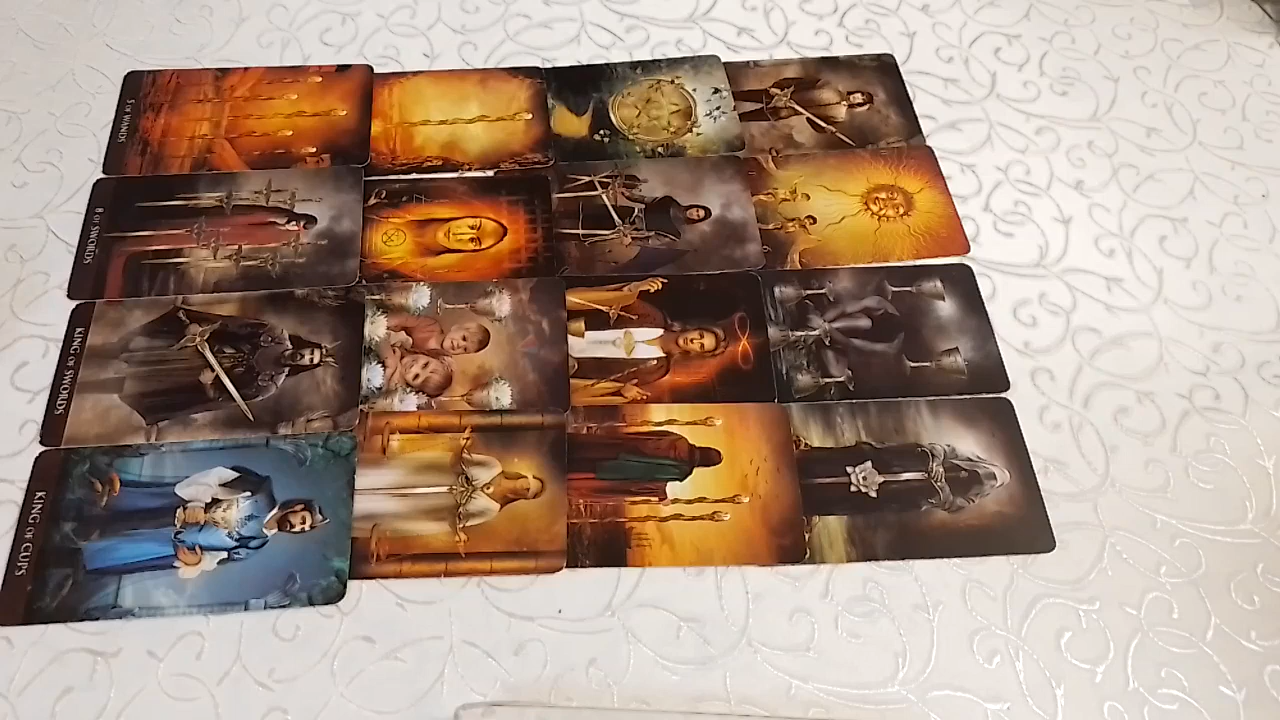 5 OF WANDS
8 OF SWORDS
KING OF SWORDS
KING OF CUPS